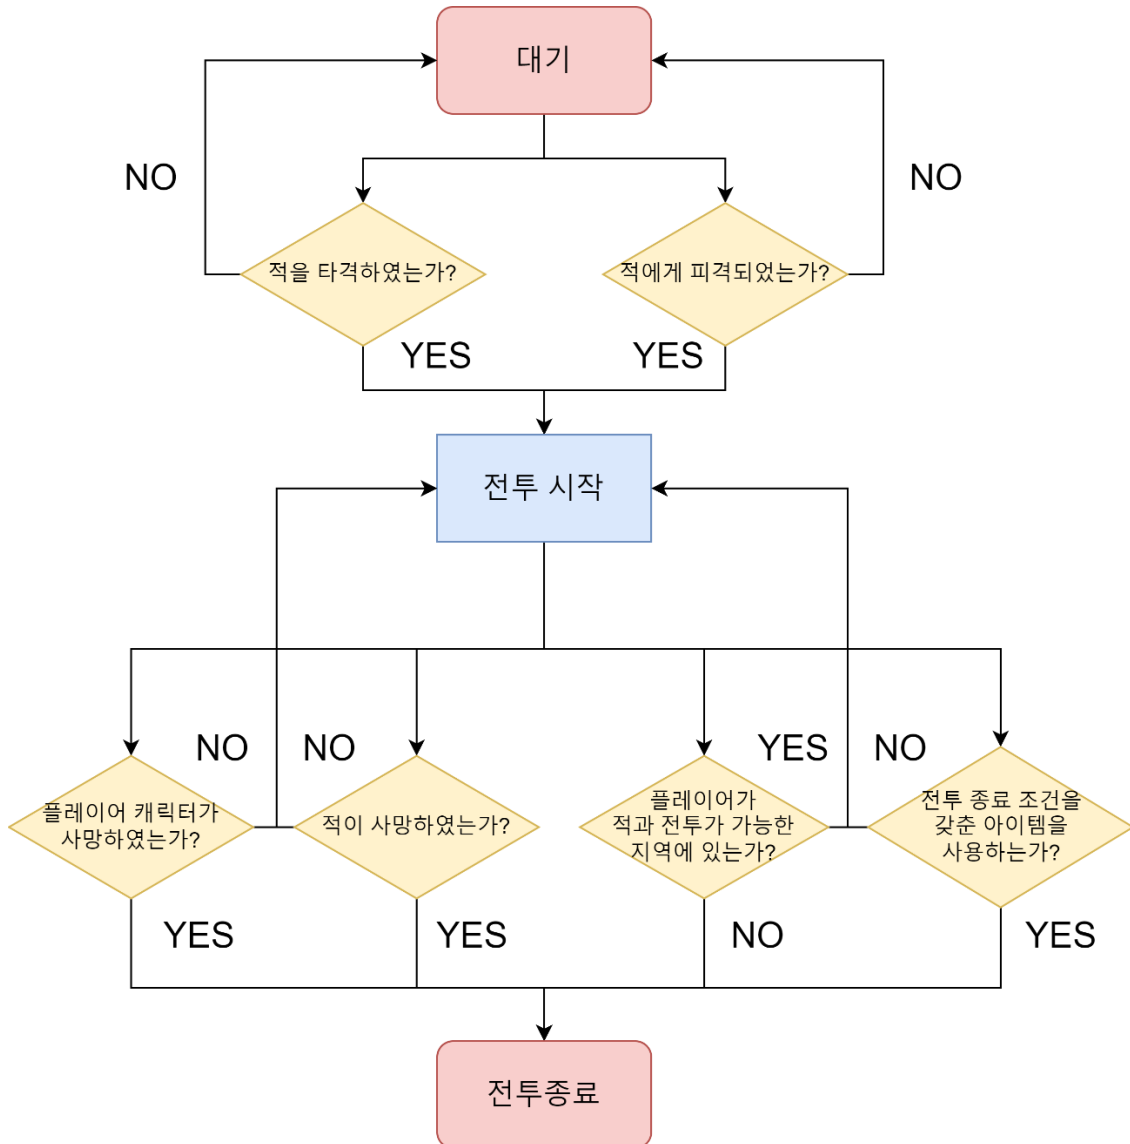 대기
NO
NO
적을 타격하였는가?
적에게 피격되었는가?
YES
YES
전투 시작
NO
NO
YES
NO
플레이어 캐릭터가
사망하였는가?
적이 사망하였는가?
플레이어가
적과 전투가 가능한
지역에 있는가?
전투 종료 조건을
갖춘 아이템을
사용하는가?
YES
YES
NO
YES
전투종료